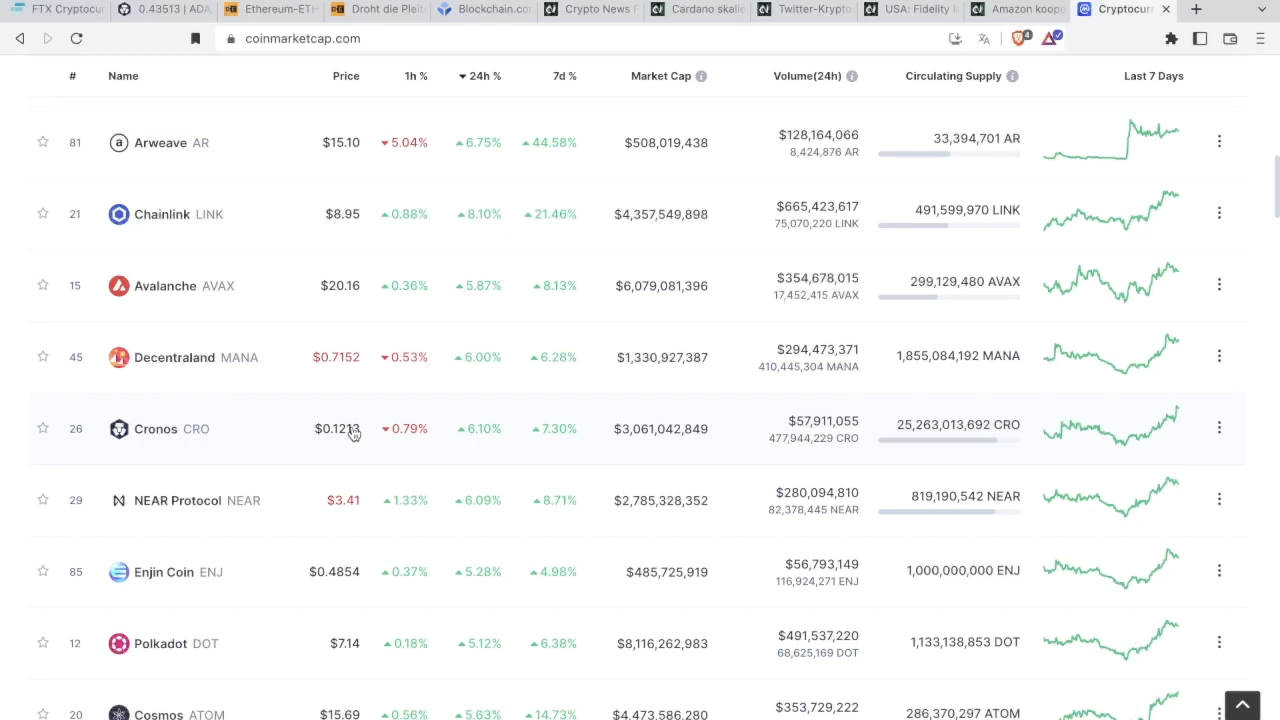 FTX Cryptocur
0.43513 | ADA
Ethereum-ETH
Droht die Pleit
Blockchain.com
Crypto News F
Cardano skalie
Twitter-Krypto
USA: Fidelity
Amazon koope
Cryptocurr
coinmarketcap.com
4
# Name Price 1h % 24h % 7d % Market Cap Volume(24h) Circulating Supply Last 7 Days
81 Arweave AR $15.10 5.04% 6.75% 44.58% $508,019,438 $128,164,066 33,394,701 AR
8,424,876 AR
21 Chainlink LINK $8.95 0.88% 8.10% 21.46% $4,357,549,898 $665,423,617 491,599,970 LINK
75,070,220 LINK
15 Avalanche AVAX $20.16 0.36% 5.87% 8.13% $6,079,081,396 $354,678,015 299,129,480 AVAX
17,452,415 AVAX
45 Decentraland MANA $0.7152 0.53% 6.00% 6.28% $1,330,927,387 $294,473,371 1,855,084,192 MANA
410,445,304 MANA
26 Cronos CRO $0.1213 0.79% 6.10% 7.30% $3,061,042,849 $57,911,055 25,263,013,692 CRO
477,944,229 CRO
29 NEAR Protocol NEAR $3.41 1.33% 6.09% 8.71% $2,785,328,352 $280,094,810 819,190,542 NEAR
82,378,445 NEAR
85 Enjin Coin ENJ $0.4854 0.37% 5.28% 4.98% $485,725,919 $56,793,149 1,000,000,000 ENJ
116,924,271 ENJ
12 Polkadot DOT $7.14 0.18% 5.12% 6.38% $8,116,262,983 $491,537,220 1,133,138,853 DOT
68,625,169 DOT
20 Cosmos ATOM $15.69 0.56% 5.63% 14.73% $4,473,586,280 $353,729,222 286,370,297 ATOM